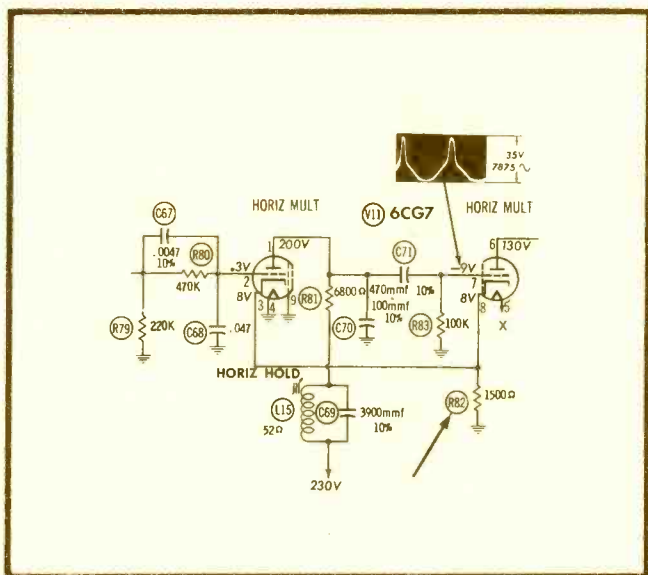 35V
7875 ∿
HORIZ MULT
V11 6CG7
HORIZ MULT
C67
.0047
10%
R80
470K
.3V
1
200V
2
8V
3 4
9
R79
220K
C68
.047
R81
6800Ω
C71
470mmf
10%
C70
100mmf
10%
R83
100K
-9V
6
130V
7
8V
8
5
X
HORIZ HOLD
L15
52Ω
C69
3900mmf
10%
R82
1500Ω
230V